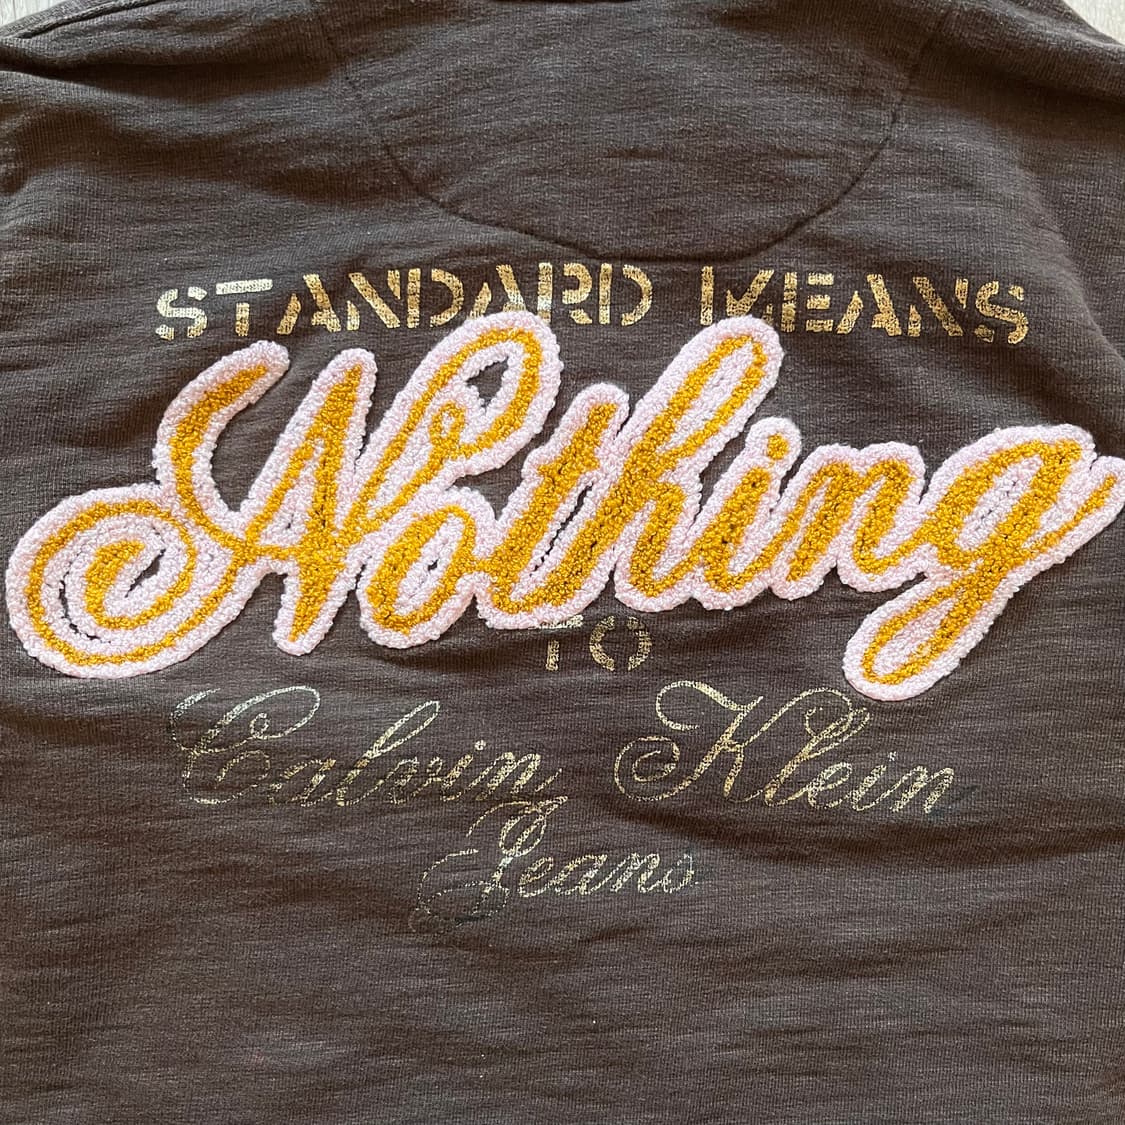 STANDARD MEANS
Nothing
TO
Calvin Klein
Jeans